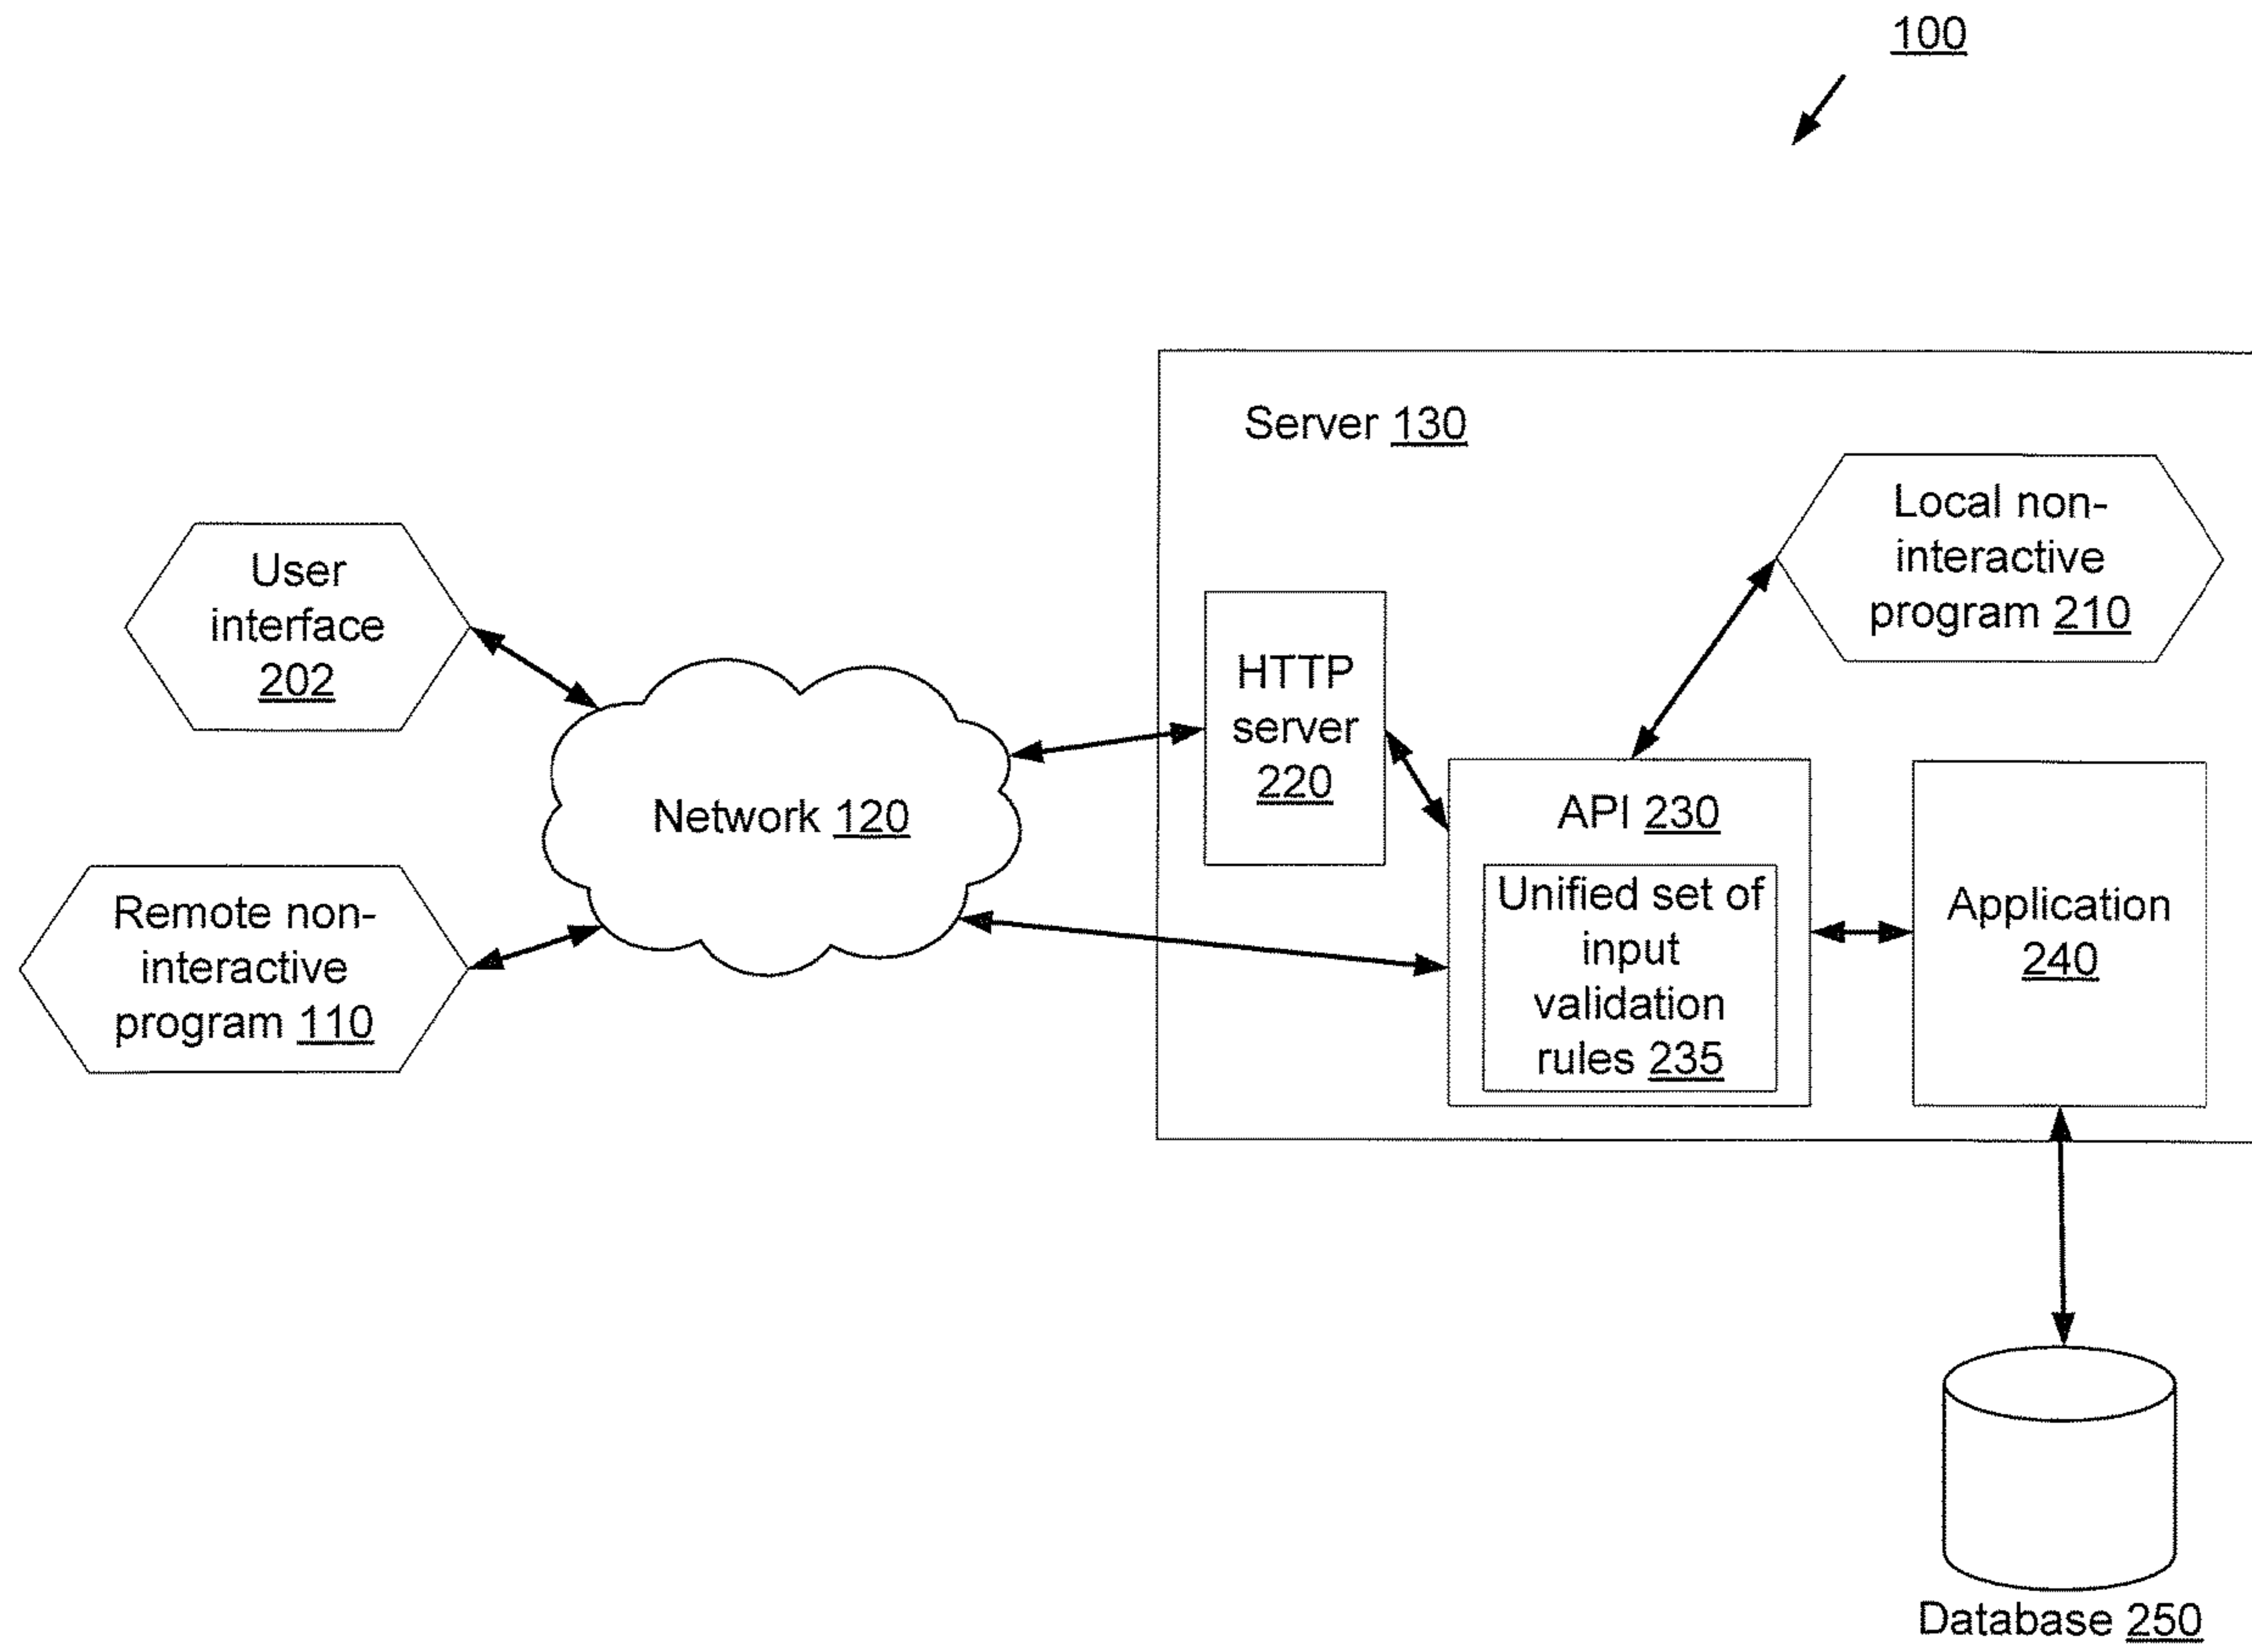 100
Server 130
Local non-
interactive
program 210
User
interface
202
HTTP
server
220
Network 120
API 230
Unified set of
input
validation
rules 235
Application
240
Remote non-
interactive
program 110
Database 250